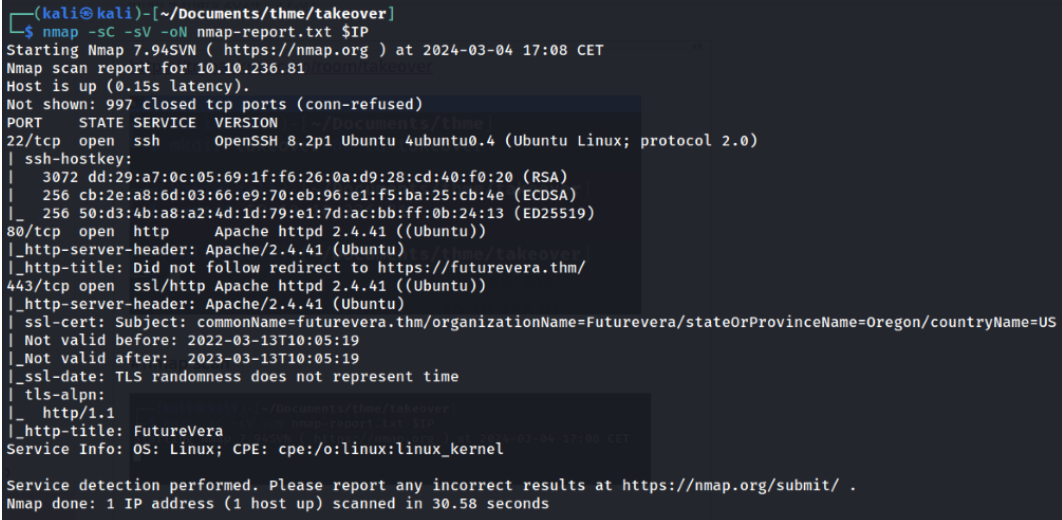 ┌──(kali㉿kali)-[~/Documents/thme/takeover]
└─$ nmap -sC -sV -oN nmap-report.txt $IP
Starting Nmap 7.94SVN ( https://nmap.org ) at 2024-03-04 17:08 CET
Nmap scan report for 10.10.236.81
Host is up (0.15s latency).
Not shown: 997 closed tcp ports (conn-refused)
PORT    STATE SERVICE  VERSION
22/tcp  open  ssh      OpenSSH 8.2p1 Ubuntu 4ubuntu0.4 (Ubuntu Linux; protocol 2.0)
| ssh-hostkey:
|   3072 dd:29:a7:0c:05:69:1f:f6:26:0a:d9:28:cd:40:f0:20 (RSA)
|   256 cb:2e:a8:6d:03:66:e9:70:eb:96:e1:f5:ba:25:cb:4e (ECDSA)
|_  256 50:d3:4b:a8:a2:4d:1d:79:e1:7d:ac:bb:ff:0b:24:13 (ED25519)
80/tcp  open  http     Apache httpd 2.4.41 ((Ubuntu))
|_http-server-header: Apache/2.4.41 (Ubuntu)
|_http-title: Did not follow redirect to https://futurevera.thm/
443/tcp open  ssl/http Apache httpd 2.4.41 ((Ubuntu))
|_http-server-header: Apache/2.4.41 (Ubuntu)
| ssl-cert: Subject: commonName=futurevera.thm/organizationName=Futurevera/stateOrProvinceName=Oregon/countryName=US
| Not valid before: 2022-03-13T10:05:19
|_Not valid after:  2023-03-13T10:05:19
|_ssl-date: TLS randomness does not represent time
| tls-alpn:
|_  http/1.1
|_http-title: FutureVera
Service Info: OS: Linux; CPE: cpe:/o:linux:linux_kernel
Service detection performed. Please report any incorrect results at https://nmap.org/submit/ .
Nmap done: 1 IP address (1 host up) scanned in 30.58 seconds